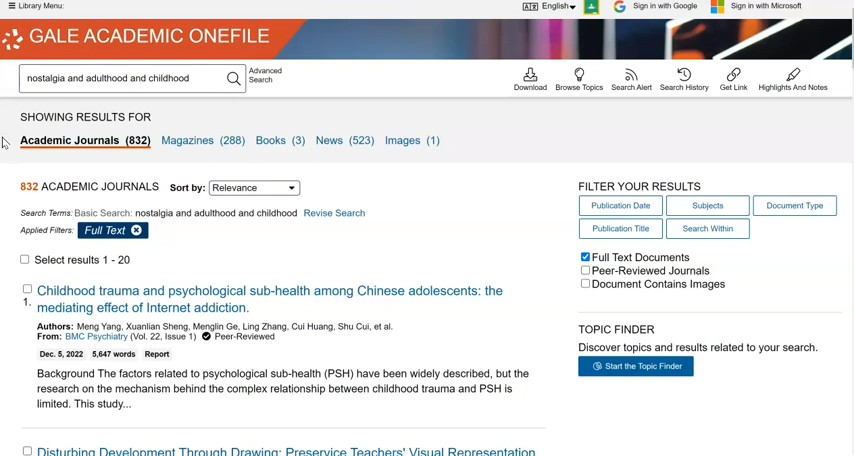 Library Menu:
English
Sign in with Google
Sign in with Microsoft
GALE ACADEMIC ONEFILE
nostalgia and adulthood and childhood
Advanced
Search
Download
Browse Topics
Search Alert
Search History
Get Link
Highlights And Notes
SHOWING RESULTS FOR
Academic Journals (832) Magazines (288) Books (3) News (523) Images (1)
832 ACADEMIC JOURNALS Sort by: Relevance
Search Terms: Basic Search: nostalgia and adulthood and childhood Revise Search
Applied Filters: Full Text
Select results 1 - 20
1.
Childhood trauma and psychological sub-health among Chinese adolescents: the
mediating effect of Internet addiction.
Authors: Meng Yang, Xuanlian Sheng, Menglin Ge, Ling Zhang, Cui Huang, Shu Cui, et al.
From: BMC Psychiatry (Vol. 22, Issue 1) Peer-Reviewed
Dec. 5, 2022 5,647 words Report
Background The factors related to psychological sub-health (PSH) have been widely described, but the
research on the mechanism behind the complex relationship between childhood trauma and PSH is
limited. This study...
Disturbing Development Through Drawing: Preservice Teachers' Visual Representation
FILTER YOUR RESULTS
Publication Date
Subjects
Document Type
Publication Title
Search Within
Full Text Documents
Peer-Reviewed Journals
Document Contains Images
TOPIC FINDER
Discover topics and results related to your search.
Start the Topic Finder